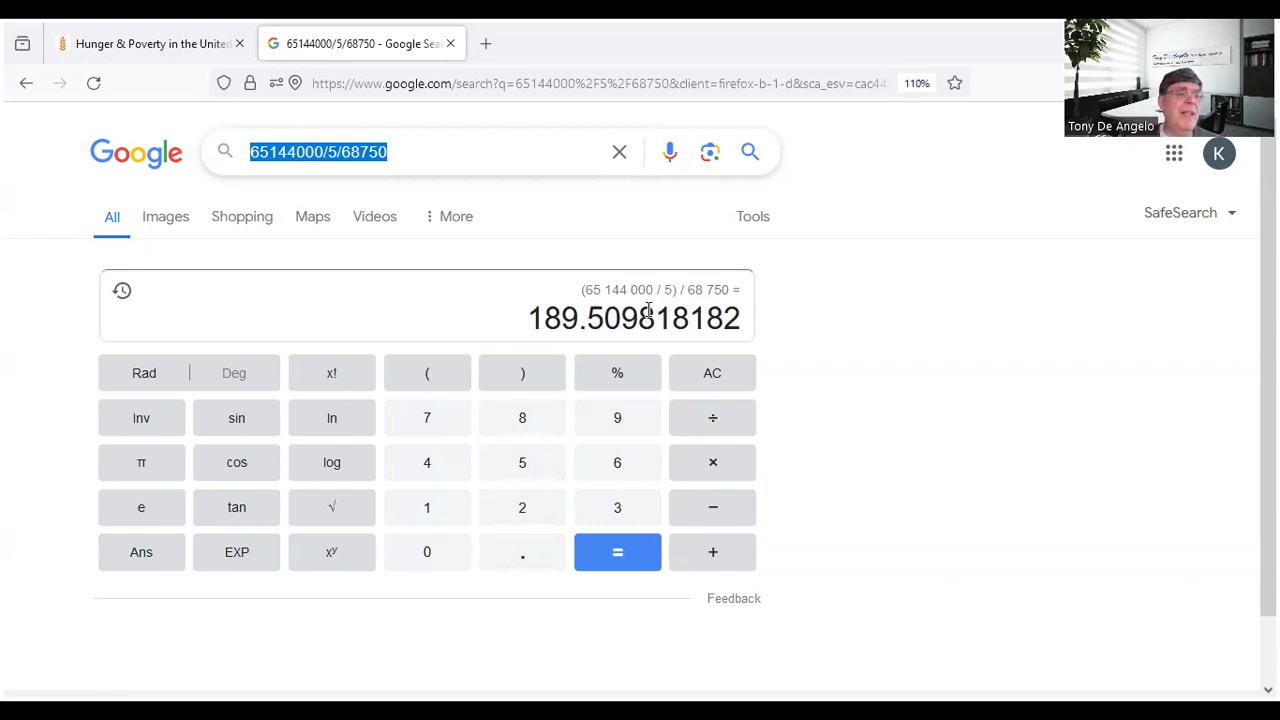 Hunger & Poverty in the United
65144000/5/68750 - Google Sear
https://www.google.com/search?q=65144000%2F5%2F68750&client=firefox-b-1-d&sca_esv=cac44
110%
Tony De Angelo
Google
65144000/5/68750
K
All
Images
Shopping
Maps
Videos
More
Tools
SafeSearch
(65 144 000 / 5) / 68 750 =
189.509818182
Rad
Deg
x!
(
)
%
AC
Inv
sin
ln
7
8
9
÷
π
cos
log
4
5
6
×
e
tan
√
1
2
3
−
Ans
EXP
xʸ
0
.
=
+
Feedback